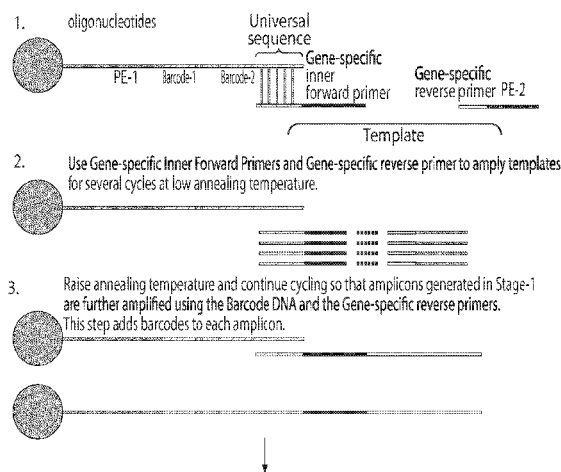 1. oligonucleotides
Universal
sequence
PE-1 Barcode-1 Barcode-2
Gene-specific
inner
forward primer
Gene-specific
reverse primer PE-2
Template
2. Use Gene-specific Inner Forward Primers and Gene-specific reverse primer to amply templates
for several cycles at low annealing temperature.
3. Raise annealing temperature and continue cycling so that amplicons generated in Stage-1
are further amplified using the Barcode DNA and the Gene-specific reverse primers.
This step adds barcodes to each amplicon.